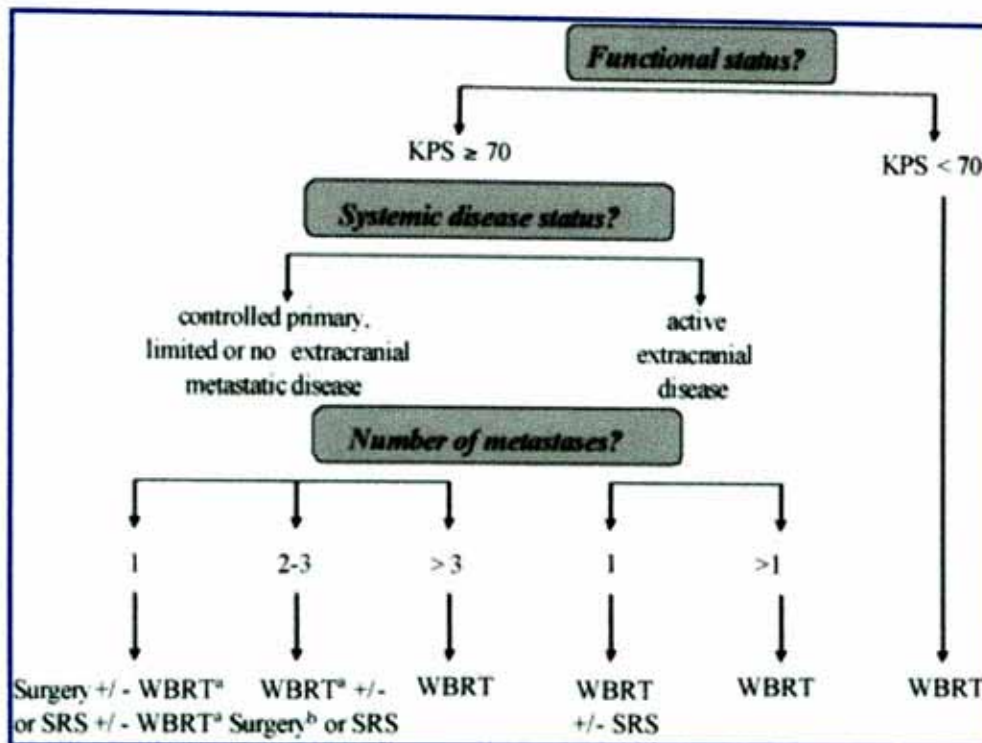 Functional status?
KPS ≥ 70
KPS < 70
Systemic disease status?
controlled primary,
limited or no extracranial
metastatic disease
active
extracranial
disease
Number of metastases?
1
2-3
> 3
1
>1
Surgery +/- WBRTᵃ
or SRS +/- WBRTᵃ
WBRTᵃ +/-
Surgeryᵇ or SRS
WBRT
WBRT
+/- SRS
WBRT
WBRT